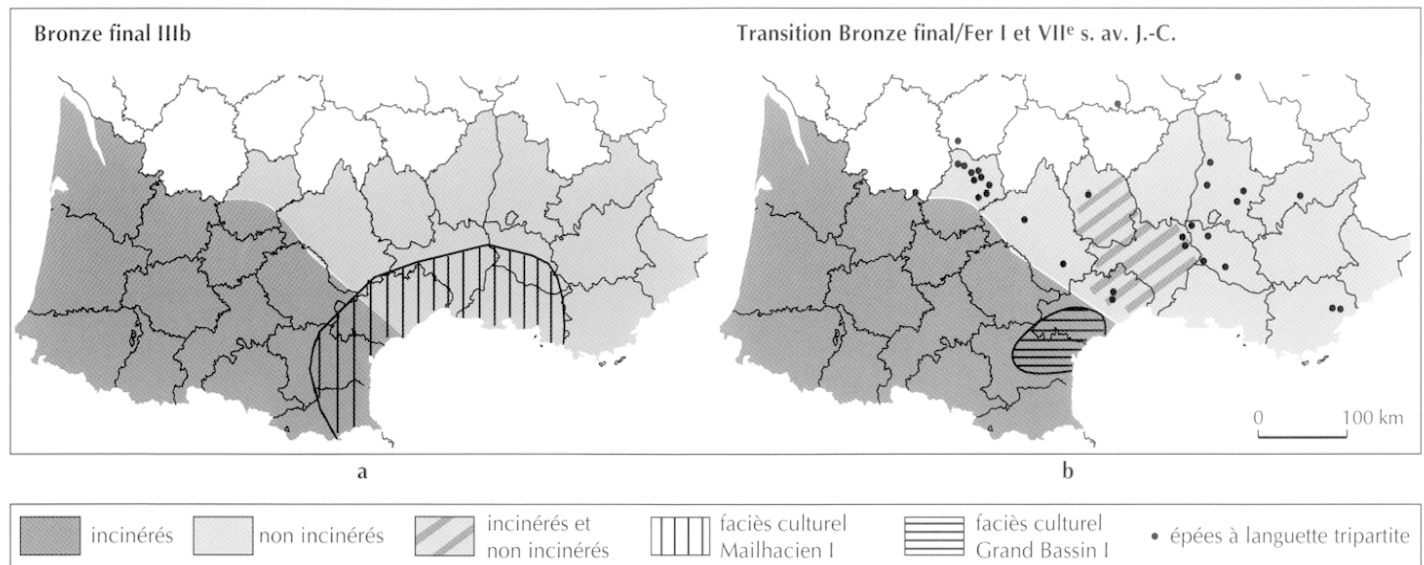 Bronze final IIIb
Transition Bronze final/Fer I et VIIᵉ s. av. J.-C.
0 100 km
a
b
incinérés
non incinérés
incinérés et
non incinérés
faciès culturel
Mailhacien I
faciès culturel
Grand Bassin I
épées à languette tripartite